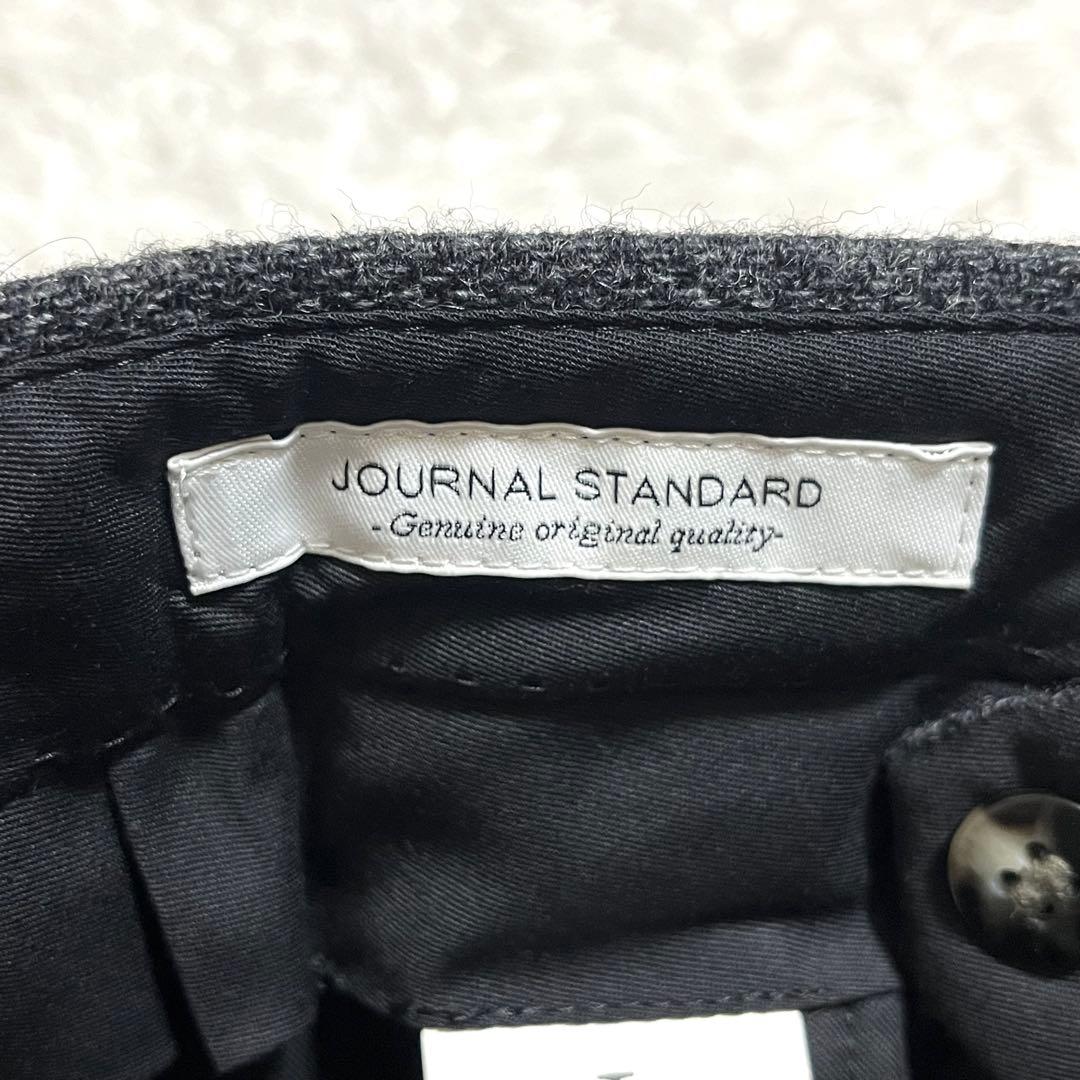 JOURNAL STANDARD
-Genuine original quality-